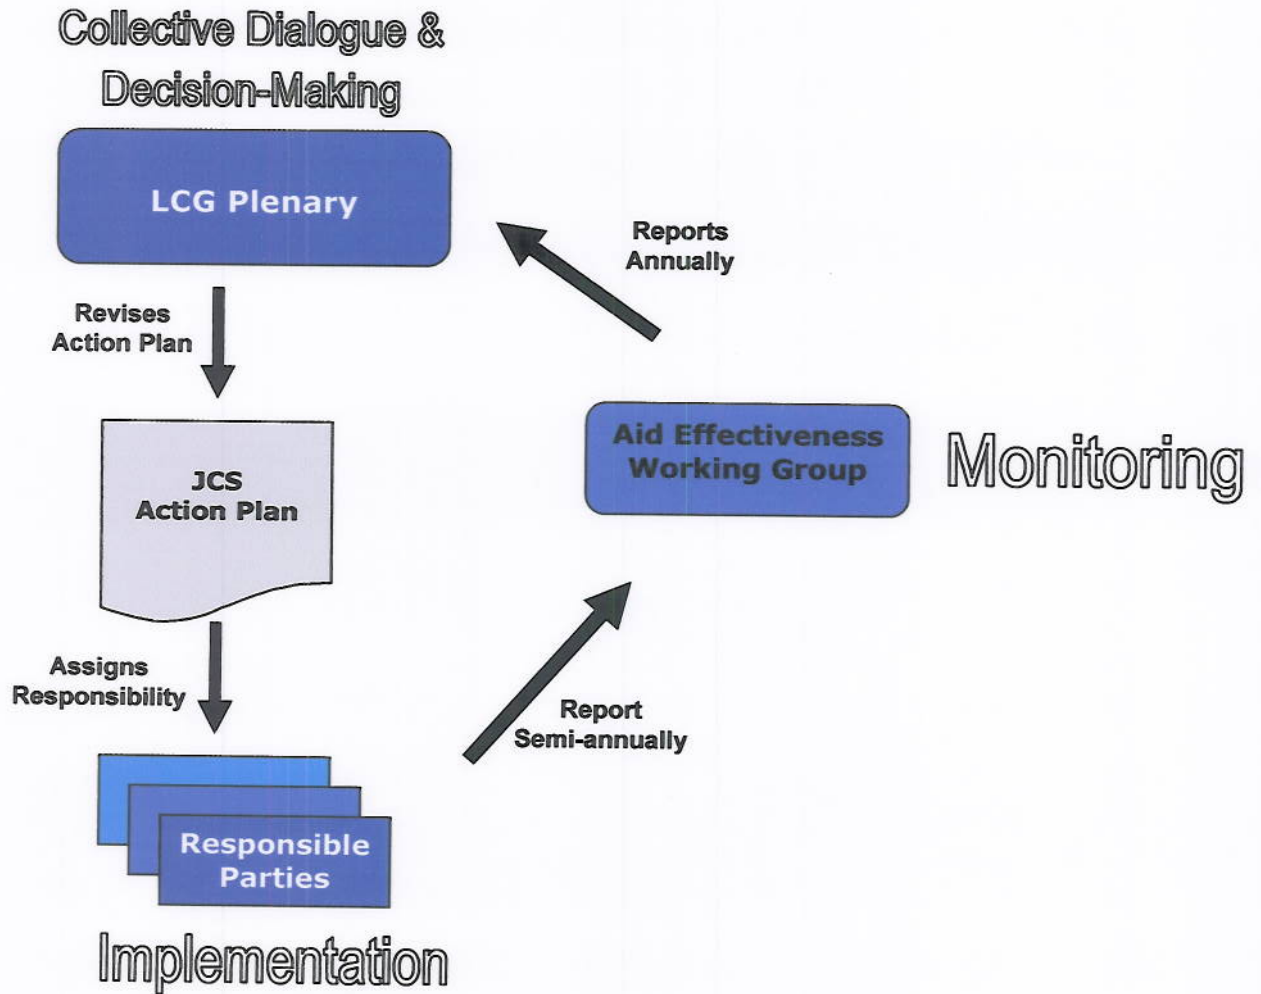 Collective Dialogue &
Decision-Making
LCG Plenary
Reports
Annually
Revises
Action Plan
Aid Effectiveness
Working Group
Monitoring
JCS
Action Plan
Assigns
Responsibility
Report
Semi-annually
Responsible
Parties
Implementation